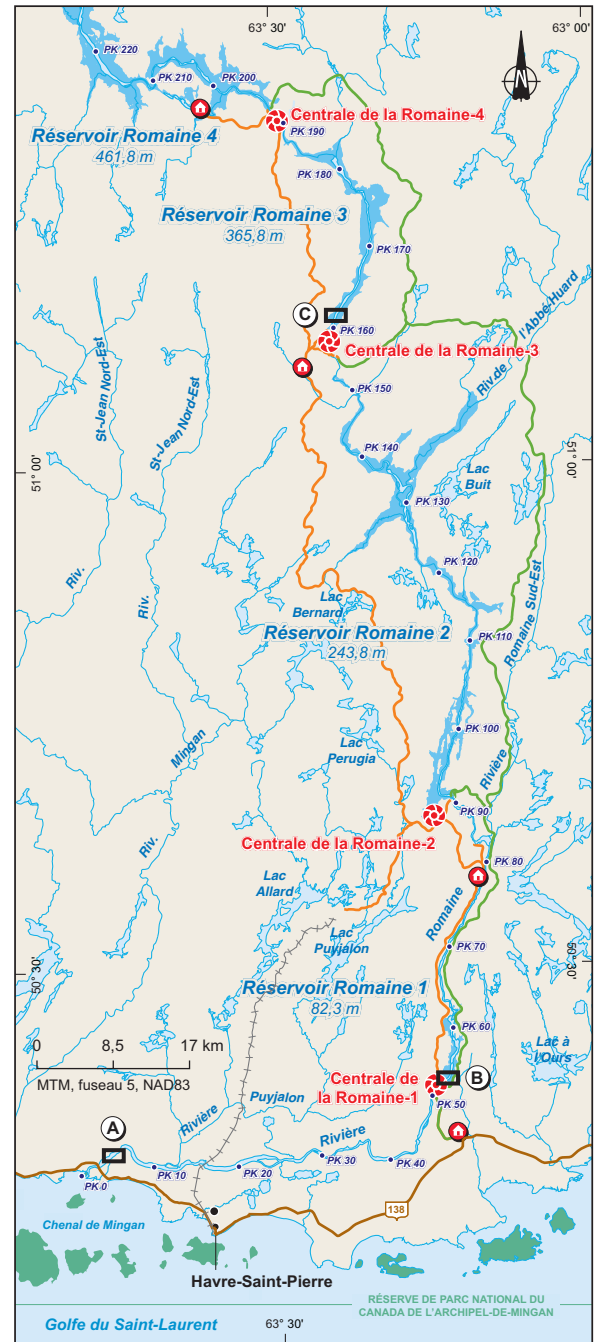 63° 30'
63° 00'
PK 220
PK 210
PK 200
N
Centrale de la Romaine-4
PK 190
Réservoir Romaine 4
461,8 m
PK 180
Réservoir Romaine 3
365,8 m
PK 170
C
PK 160
Centrale de la Romaine-3
Riv. de l'Abbé-Huard
PK 150
St-Jean Nord-Est
St-Jean Nord-Est
PK 140
51° 00'
51° 00'
Lac
Buit
PK 130
PK 120
Riv.
Riv.
Lac
Bernard
Romaine Sud-Est
Réservoir Romaine 2
243,8 m
PK 110
Mingan
Lac
Perugia
PK 100
Rivière
PK 90
Centrale de la Romaine-2
Riv.
PK 80
Lac
Allard
Romaine
Lac
Puyjalon
PK 70
50° 30'
50° 30'
Réservoir Romaine 1
82,3 m
PK 60
Lac à
l'Ours
0 8,5 17 km
MTM, fuseau 5, NAD83
Centrale de
la Romaine-1
B
PK 50
Puyjalon
A
Rivière
Rivière
PK 0
PK 10
PK 20
PK 30
PK 40
138
Chenal de Mingan
Havre-Saint-Pierre
RÉSERVE DE PARC NATIONAL DU
CANADA DE L'ARCHIPEL-DE-MINGAN
Golfe du Saint-Laurent
63° 30'